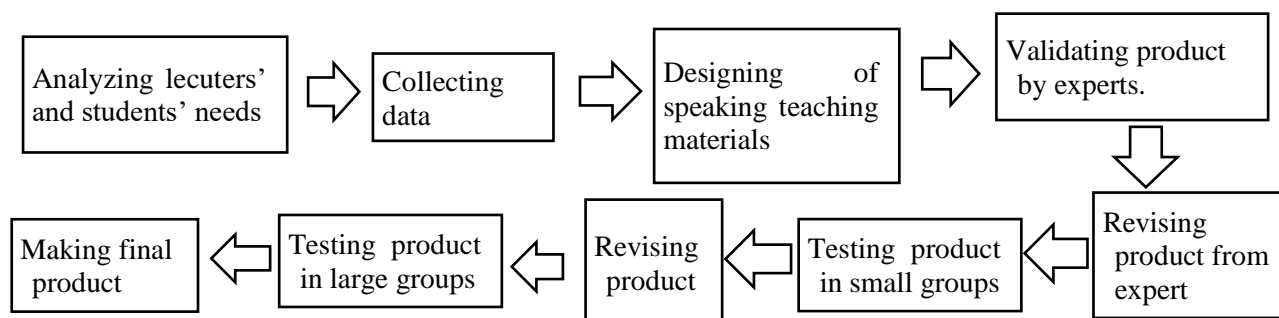 Analyzing lecuters’
and students’ needs
Collecting
data
Designing of
speaking teaching
materials
Validating product
by experts.
Revising
product from
expert
Testing product
in small groups
Revising
product
Testing product
in large groups
Making final
product